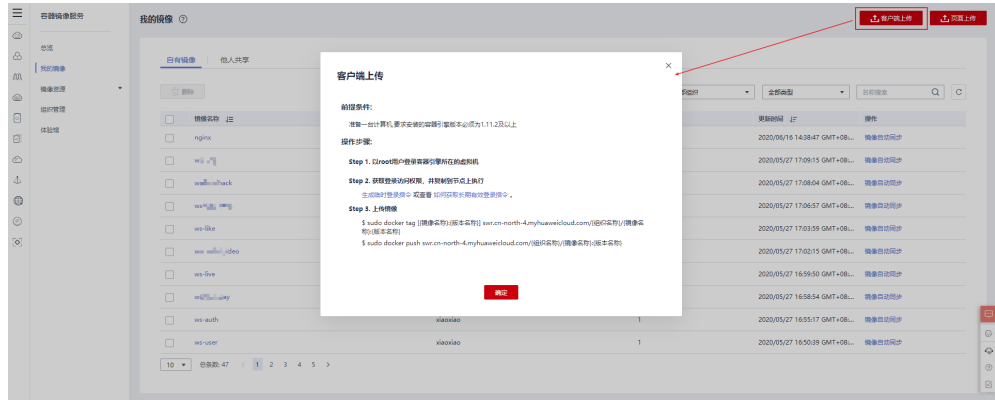 容器镜像服务
我的镜像
客户端上传
页面上传
总览
我的镜像
镜像资源
组织管理
体验馆
自有镜像 他人共享
删除
全部类型
名称搜索
镜像名称
更新时间
操作
客户端上传
前提条件:
准备一台计算机,要求安装的容器引擎版本必须为1.11.2及以上
操作步骤:
Step 1. 以root用户登录容器引擎所在的虚拟机
Step 2. 获取登录访问权限，并复制到节点上执行
生成临时登录指令 或查看 如何获取长期有效登录指令 。
Step 3. 上传镜像
$ sudo docker tag [{镜像名称}:{版本名称}] swr.cn-north-4.myhuaweicloud.com/{组织名称}/{镜像名
称}:{版本名称}
$ sudo docker push swr.cn-north-4.myhuaweicloud.com/{组织名称}/{镜像名称}:{版本名称}
确定
nginx 2020/06/16 14:38:47 GMT+08:... 镜像自动同步
2020/05/27 17:09:15 GMT+08:... 镜像自动同步
2020/05/27 17:08:04 GMT+08:... 镜像自动同步
2020/05/27 17:06:57 GMT+08:... 镜像自动同步
ws-like 2020/05/27 17:03:59 GMT+08:... 镜像自动同步
2020/05/27 17:02:15 GMT+08:... 镜像自动同步
ws-live 2020/05/27 16:59:50 GMT+08:... 镜像自动同步
2020/05/27 16:58:54 GMT+08:... 镜像自动同步
ws-auth xiaoxiao 1 2020/05/27 16:55:17 GMT+08:... 镜像自动同步
ws-user xiaoxiao 1 2020/05/27 16:50:39 GMT+08:... 镜像自动同步
10 总条数: 47 < 1 2 3 4 5 >